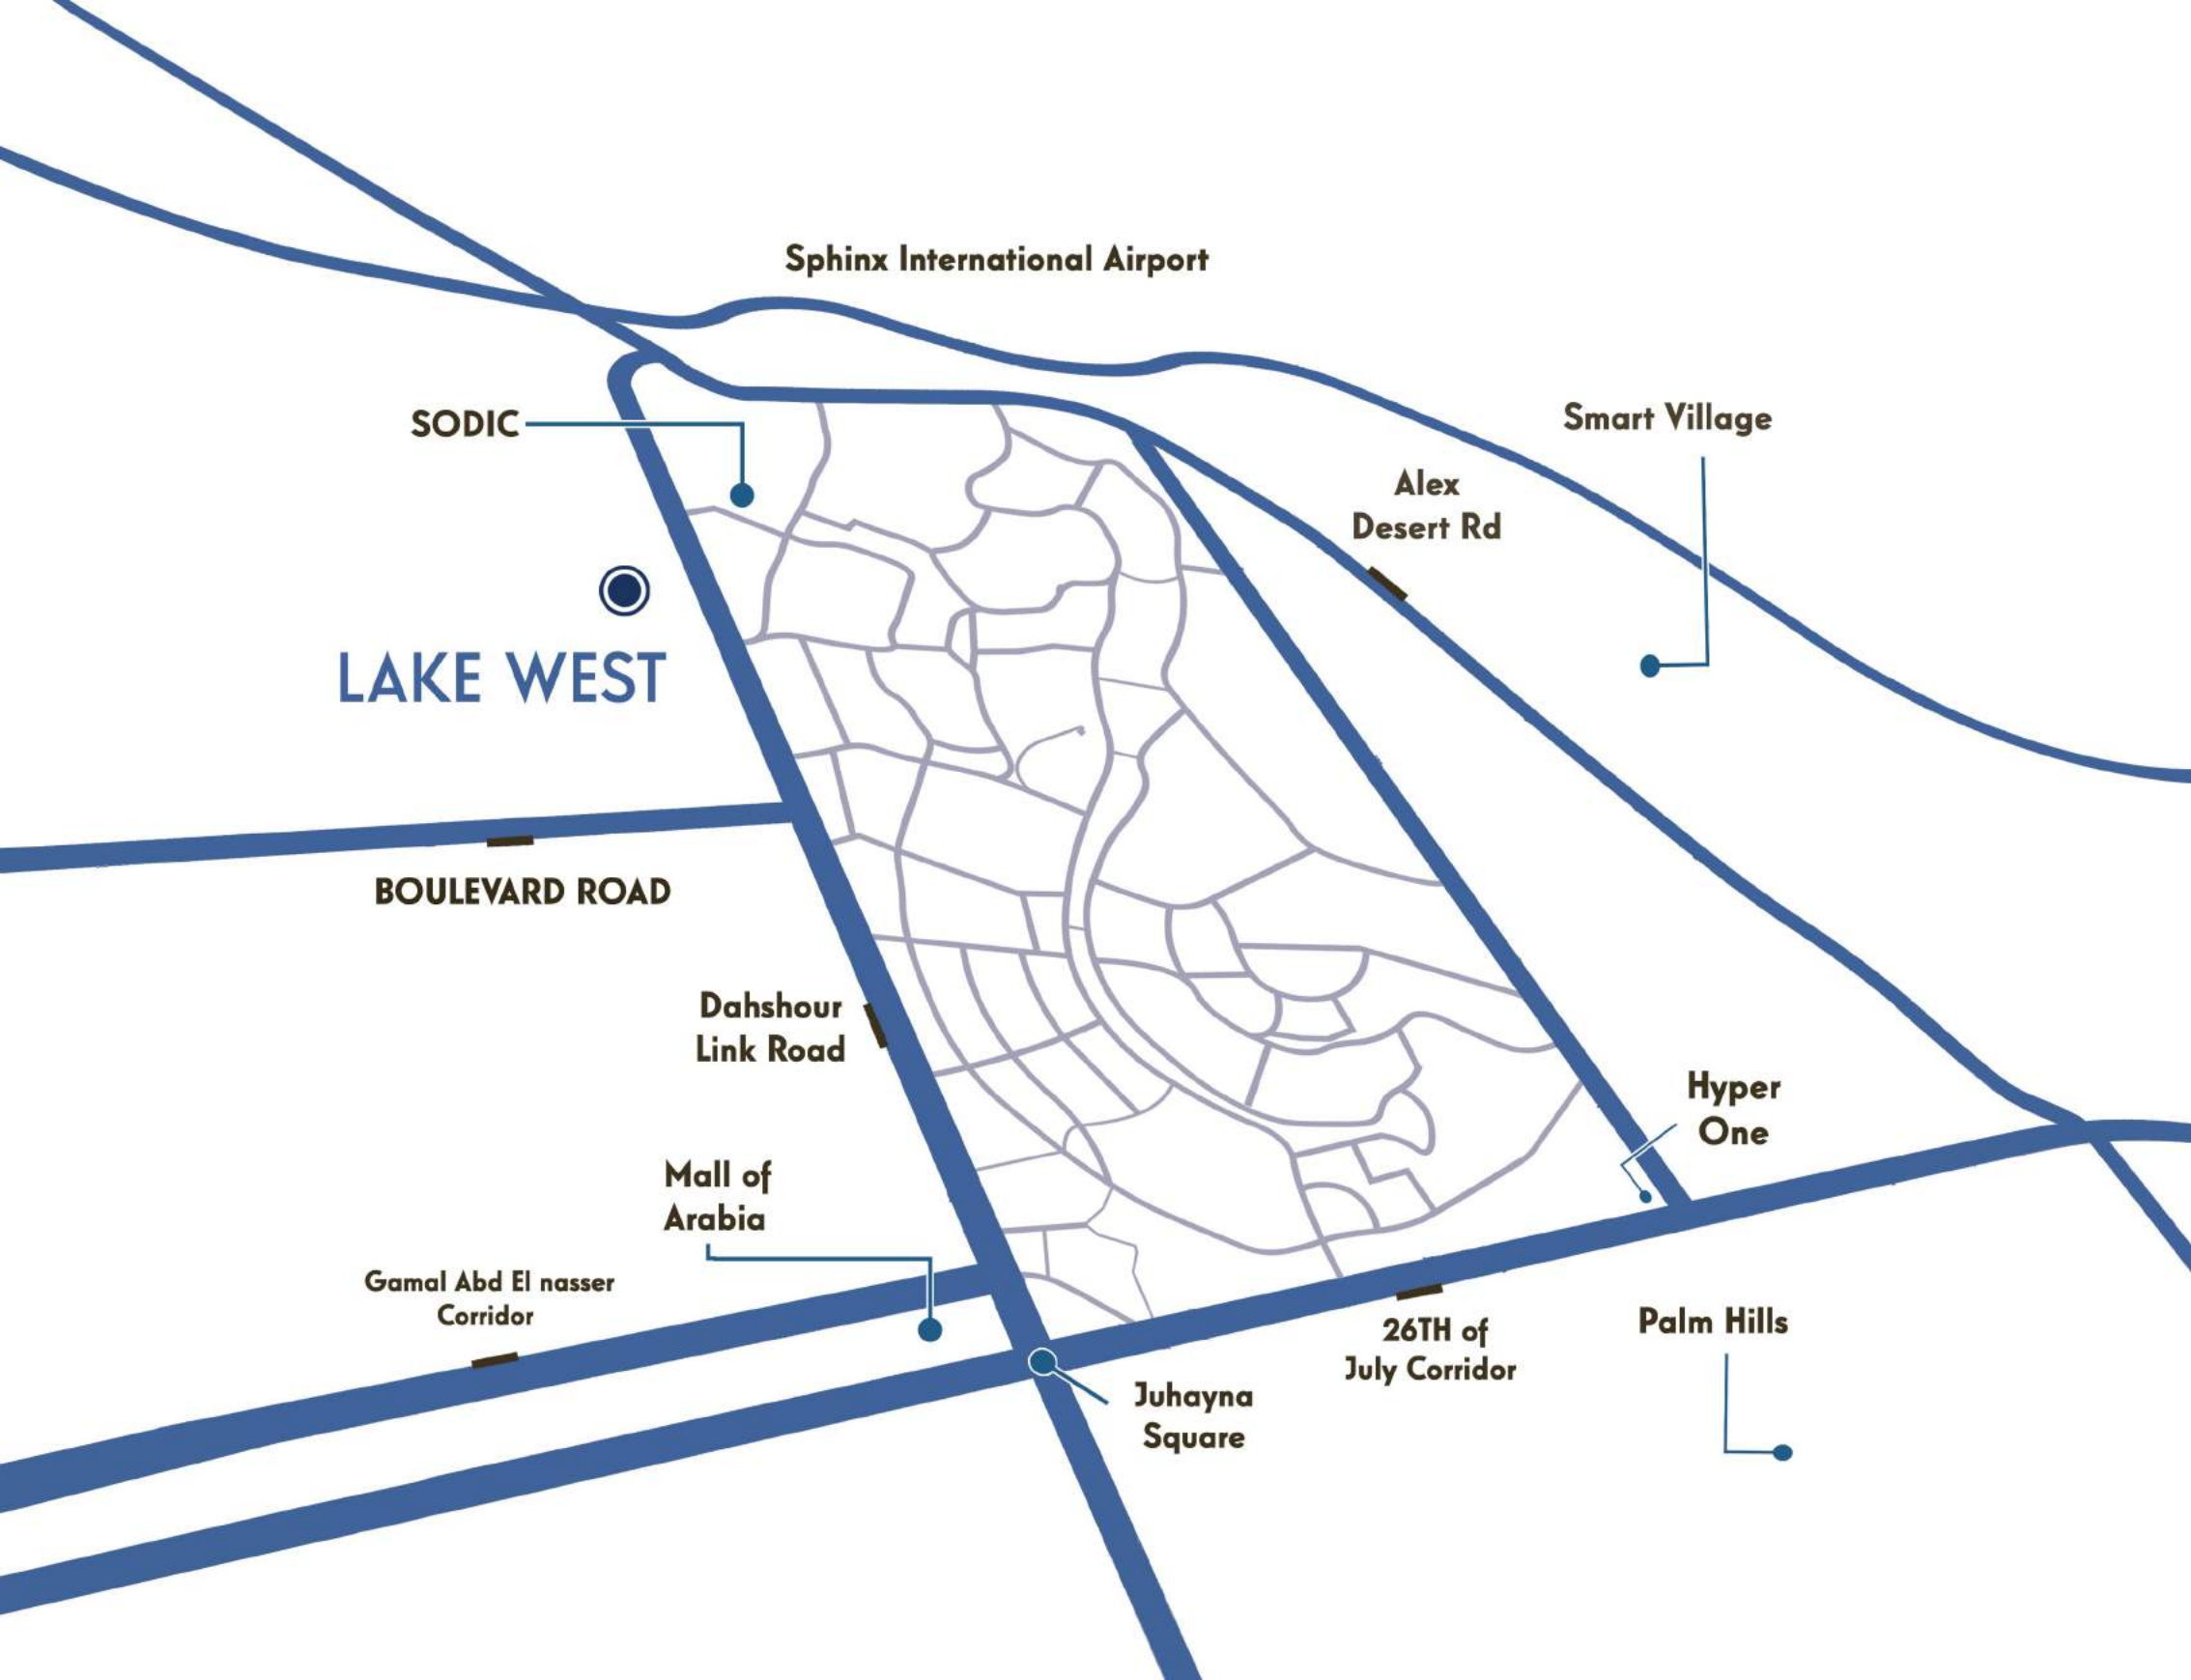 Sphinx International Airport
SODIC
Smart Village
Alex
Desert Rd
LAKE WEST
BOULEVARD ROAD
Dahshour
Link Road
Hyper
One
Mall of
Arabia
Gamal Abd El nasser
Corridor
26TH of
July Corridor
Palm Hills
Juhayna
Square